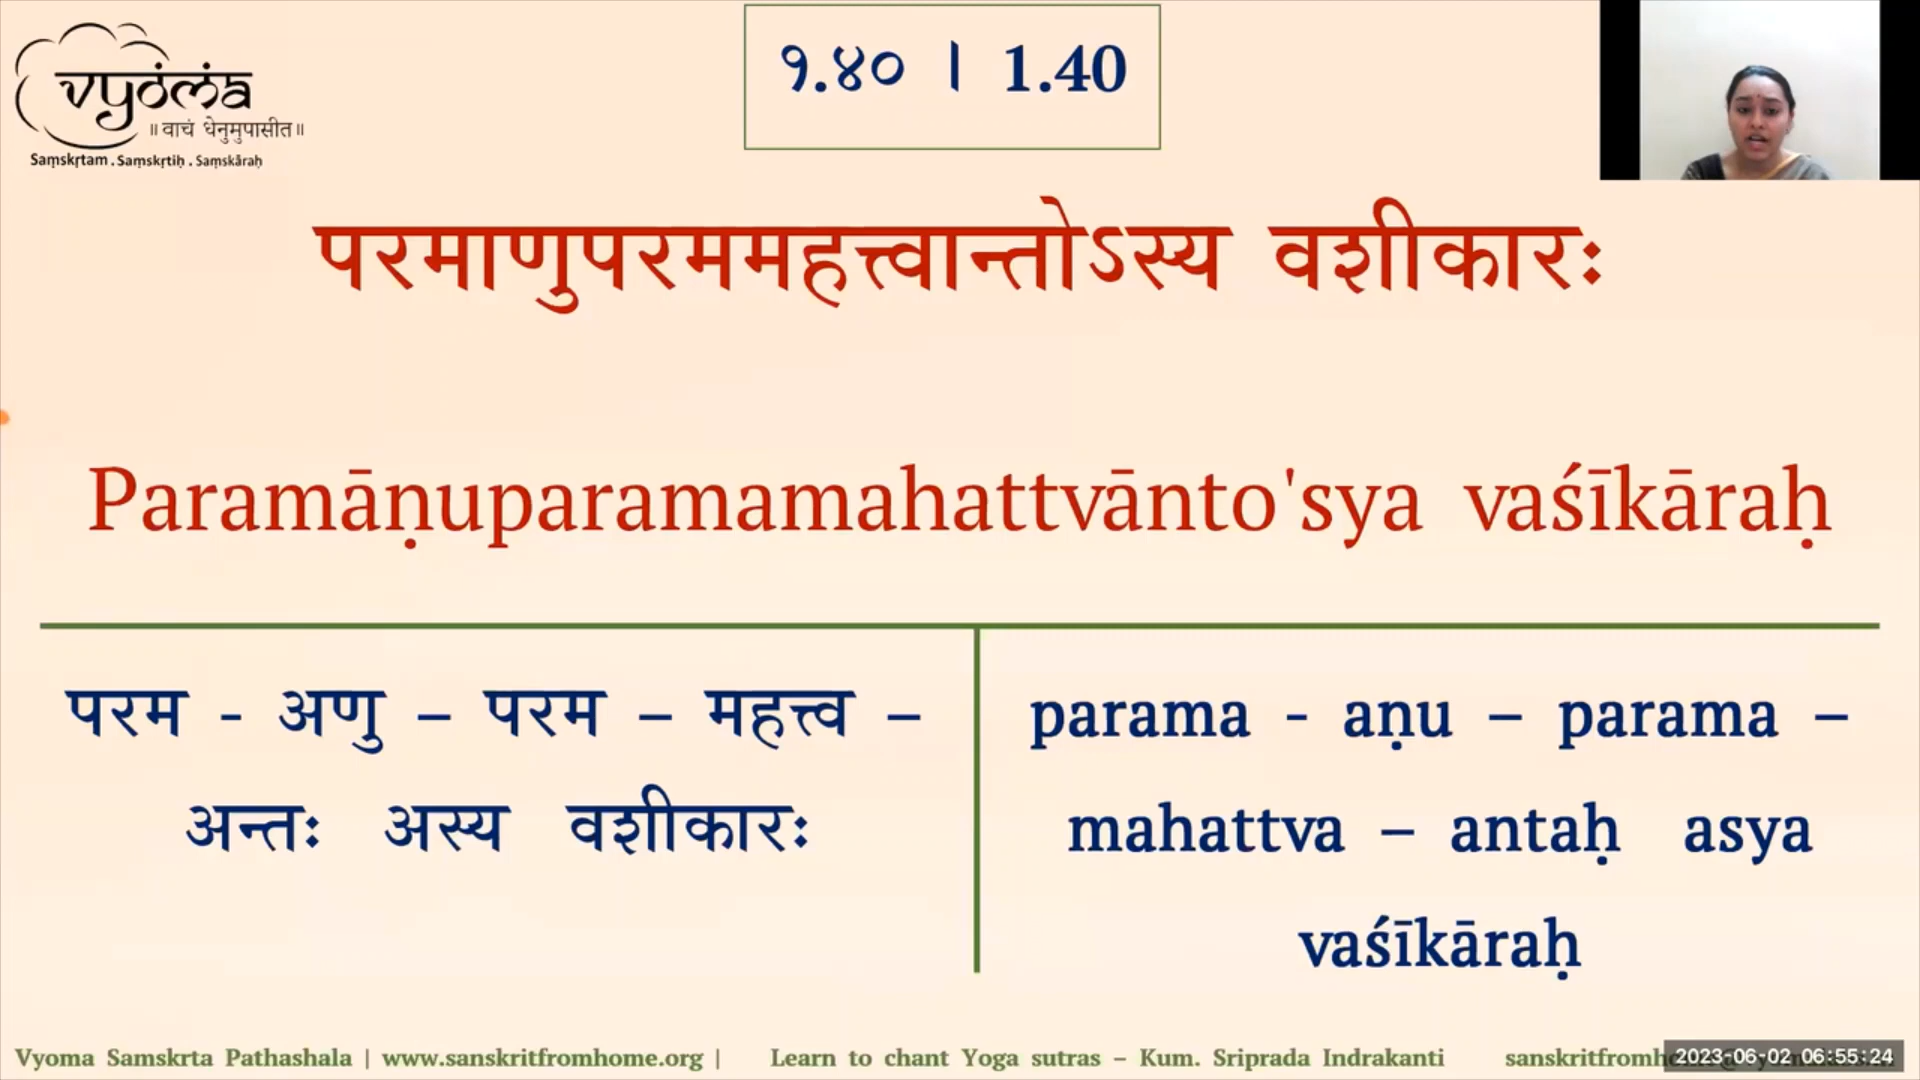 vyoma
॥वाचं धेनुमुपासीत॥
Saṃskṛtam . Saṃskṛtiḥ . Saṃskāraḥ
१.४० । 1.40
परमाणुपरममहत्त्वान्तोऽस्य वशीकारः
Paramāṇuparamamahattvānto'sya vaśīkāraḥ
परम - अणु – परम – महत्त्व –
अन्तः अस्य वशीकारः
parama - aṇu – parama –
mahattva – antaḥ asya
vaśīkāraḥ
Vyoma Samskrta Pathashala | www.sanskritfromhome.org | Learn to chant Yoga sutras – Kum. Sriprada Indrakanti
2023-06-02 06:55:24